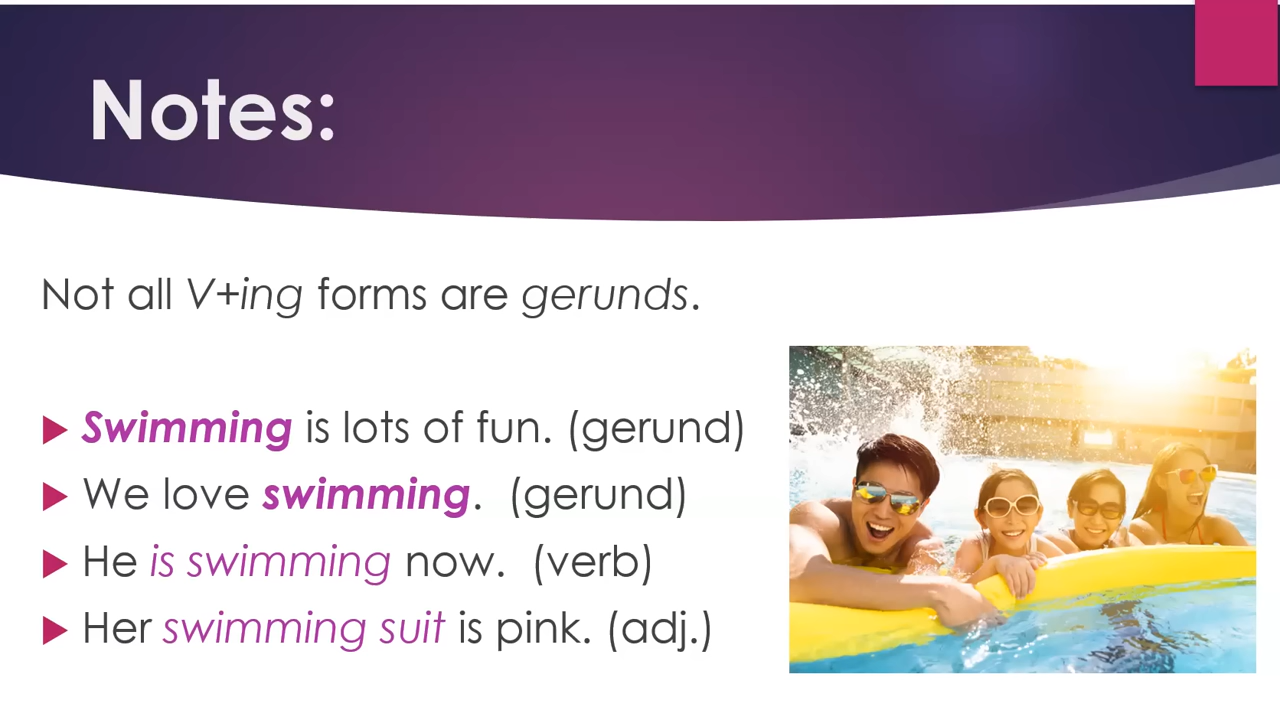 Notes:
Not all V+ing forms are gerunds.
Swimming is lots of fun. (gerund)
We love swimming. (gerund)
He is swimming now. (verb)
Her swimming suit is pink. (adj.)